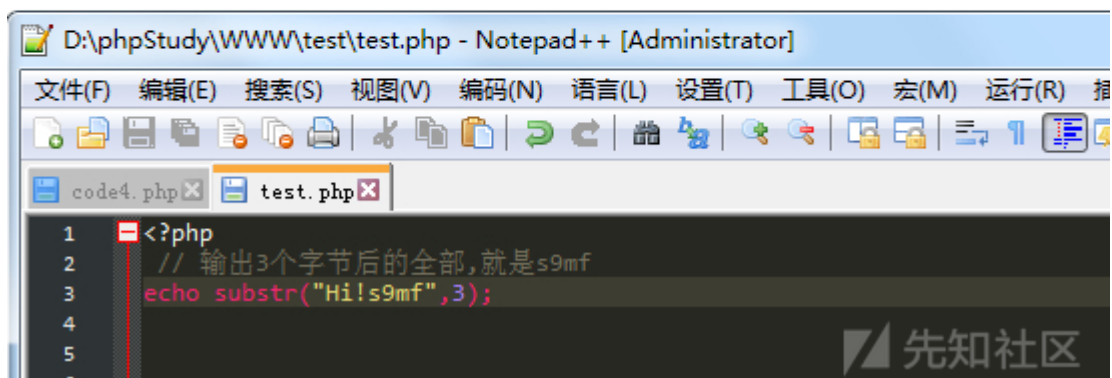 D:\phpStudy\WWW\test\test.php - Notepad++ [Administrator]
文件(F) 编辑(E) 搜索(S) 视图(V) 编码(N) 语言(L) 设置(T) 工具(O) 宏(M) 运行(R)
code4.php test.php
1 <?php
2 // 输出3个字节后的全部,就是s9mf
3 echo substr("Hi!s9mf",3);
4
5
先知社区